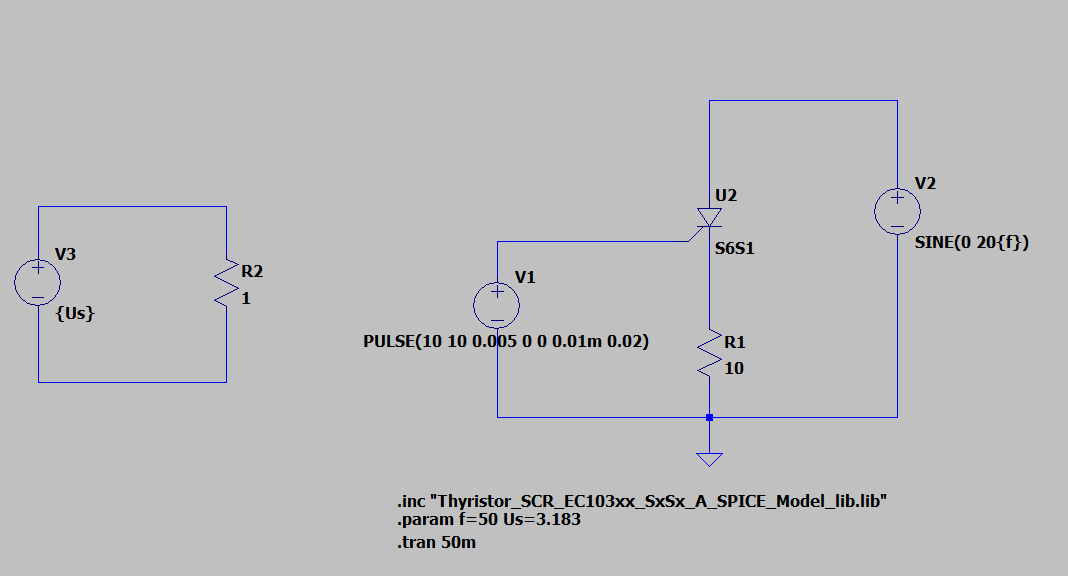 U2
V2
S6S1
SINE(0 20{f})
V3
R2
1
{Us}
V1
PULSE(10 10 0.005 0 0 0.01m 0.02)
R1
10
.inc "Thyristor_SCR_EC103xx_SxSx_A_SPICE_Model_lib.lib"
.param f=50 Us=3.183
.tran 50m